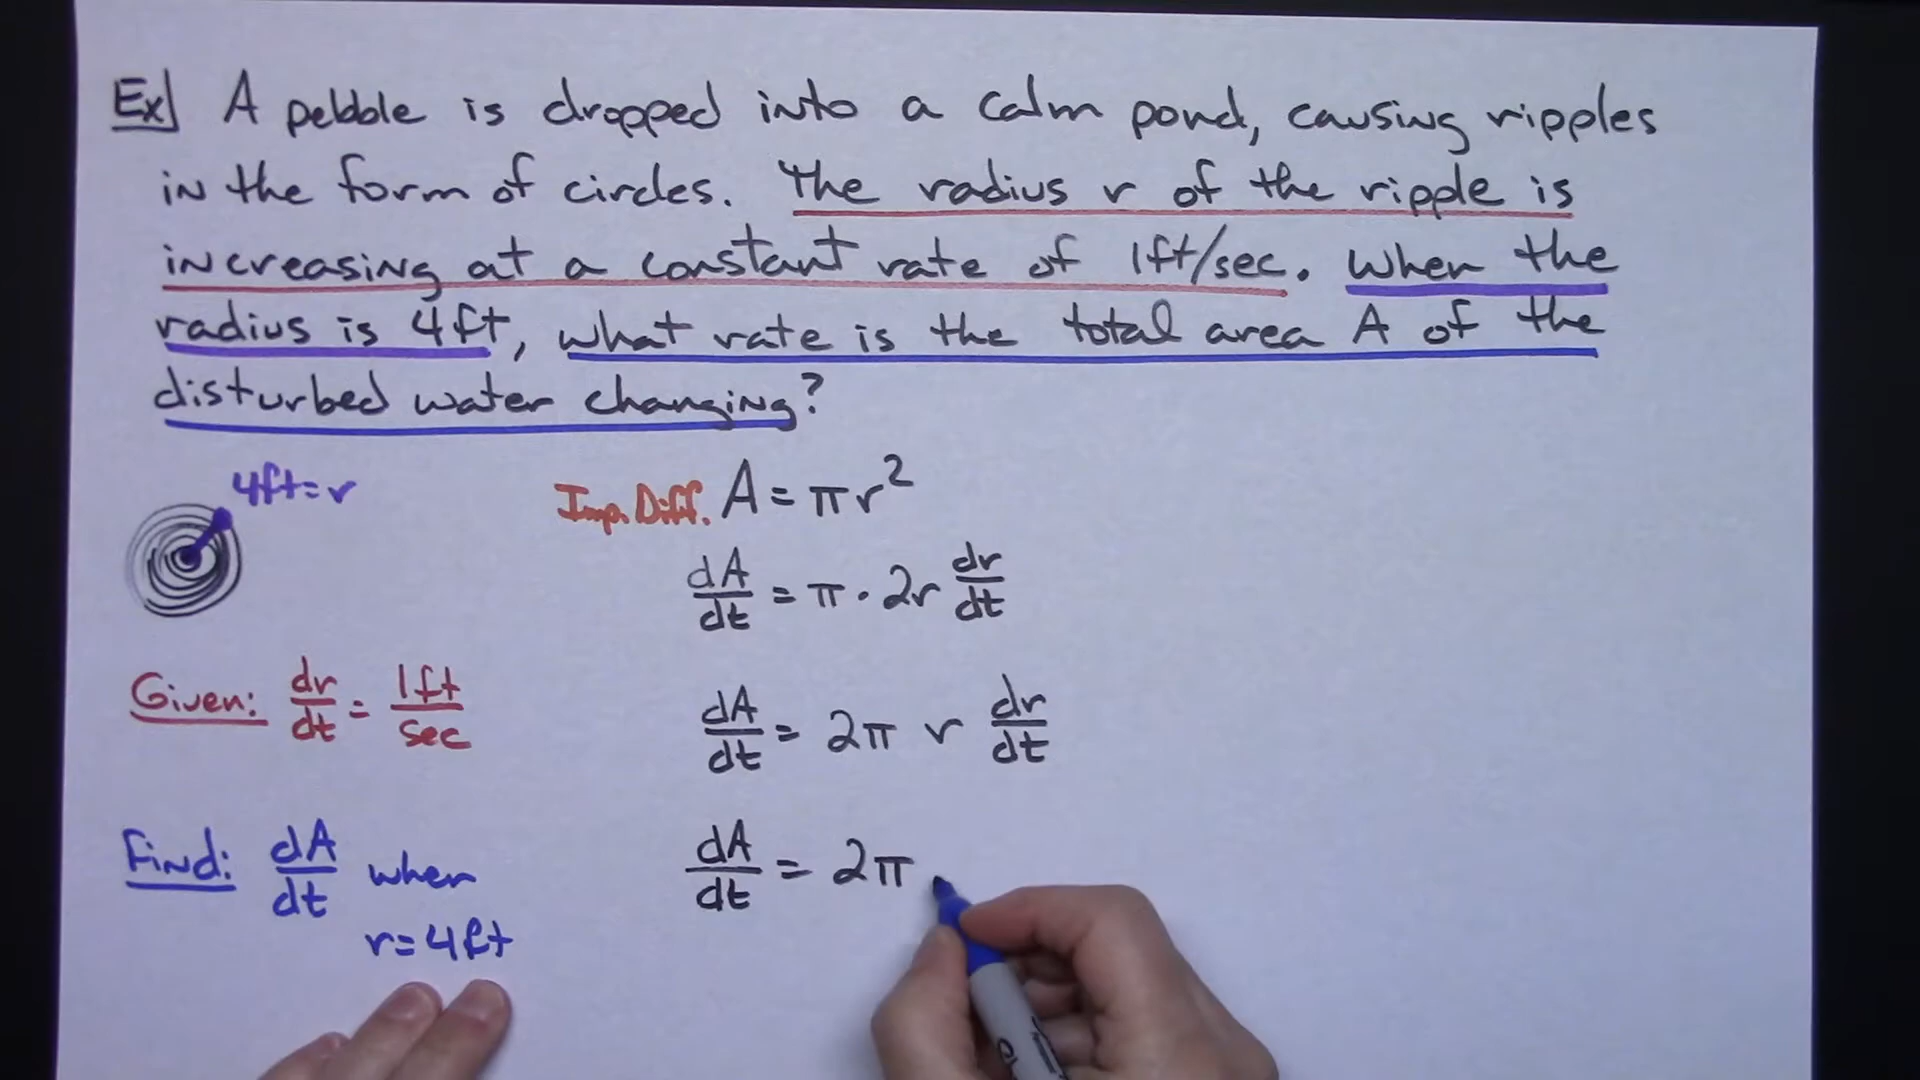 Ex] A pebble is dropped into a calm pond, causing ripples
in the form of circles. The radius r of the ripple is
increasing at a constant rate of 1ft/sec. When the
radius is 4ft, what rate is the total area A of the
disturbed water changing?
4ft=r
Imp. Diff. A = πr²
dA/dt = π · 2r dr/dt
Given: dr/dt = 1ft/sec
dA/dt = 2π r dr/dt
Find: dA/dt when
r=4ft
dA/dt = 2π